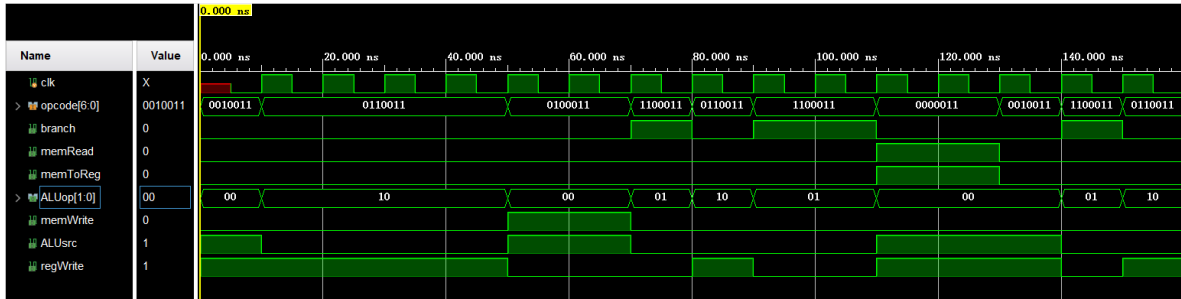 0.000 ns
Name Value 0.000 ns 20.000 ns 40.000 ns 60.000 ns 80.000 ns 100.000 ns 120.000 ns 140.000 ns
clk X
opcode[6:0] 0010011 0010011 0110011 0100011 1100011 0110011 1100011 0000011 0010011 1100011 0110011
branch 0
memRead 0
memToReg 0
ALUop[1:0] 00 00 10 00 01 10 01 00 01 10
memWrite 0
ALUsrc 1
regWrite 1